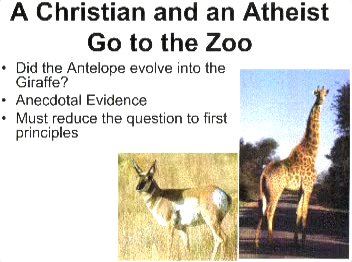 A Christian and an Atheist
Go to the Zoo
• Did the Antelope evolve into the
Giraffe?
• Anecdotal Evidence
• Must reduce the question to first
principles